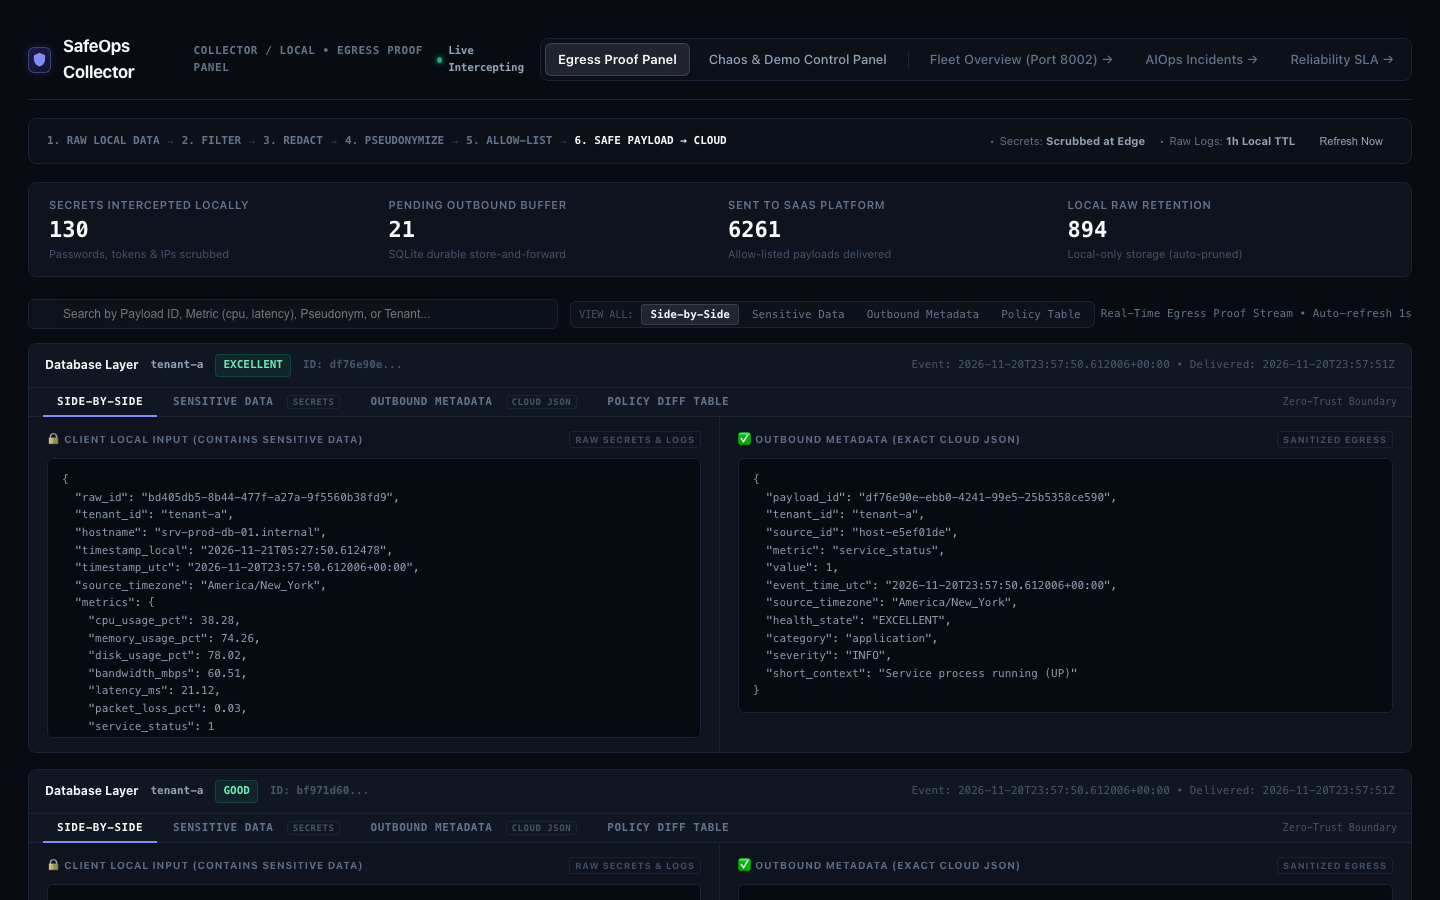 SafeOps
Collector
COLLECTOR / LOCAL • EGRESS PROOF
PANEL
Live
Intercepting
Egress Proof Panel
Chaos & Demo Control Panel
Fleet Overview (Port 8002) →
AIOps Incidents →
Reliability SLA →
1. RAW LOCAL DATA → 2. FILTER → 3. REDACT → 4. PSEUDONYMIZE → 5. ALLOW-LIST → 6. SAFE PAYLOAD → CLOUD
• Secrets: Scrubbed at Edge
• Raw Logs: 1h Local TTL
Refresh Now
SECRETS INTERCEPTED LOCALLY
130
Passwords, tokens & IPs scrubbed
PENDING OUTBOUND BUFFER
21
SQLite durable store-and-forward
SENT TO SAAS PLATFORM
6261
Allow-listed payloads delivered
LOCAL RAW RETENTION
894
Local-only storage (auto-pruned)
Search by Payload ID, Metric (cpu, latency), Pseudonym, or Tenant...
VIEW ALL: Side-by-Side Sensitive Data Outbound Metadata Policy Table
Real-Time Egress Proof Stream • Auto-refresh 1s
Database Layer tenant-a EXCELLENT ID: df76e90e...
Event: 2026-11-20T23:57:50.612006+00:00 • Delivered: 2026-11-20T23:57:51Z
SIDE-BY-SIDE SENSITIVE DATA SECRETS OUTBOUND METADATA CLOUD JSON POLICY DIFF TABLE
Zero-Trust Boundary
🔒 CLIENT LOCAL INPUT (CONTAINS SENSITIVE DATA)
RAW SECRETS & LOGS
{
"raw_id": "bd405db5-8b44-477f-a27a-9f5560b38fd9",
"tenant_id": "tenant-a",
"hostname": "srv-prod-db-01.internal",
"timestamp_local": "2026-11-21T05:27:50.612478",
"timestamp_utc": "2026-11-20T23:57:50.612006+00:00",
"source_timezone": "America/New_York",
"metrics": {
"cpu_usage_pct": 38.28,
"memory_usage_pct": 74.26,
"disk_usage_pct": 78.02,
"bandwidth_mbps": 60.51,
"latency_ms": 21.12,
"packet_loss_pct": 0.03,
"service_status": 1
✅ OUTBOUND METADATA (EXACT CLOUD JSON)
SANITIZED EGRESS
{
"payload_id": "df76e90e-ebb0-4241-99e5-25b5358ce590",
"tenant_id": "tenant-a",
"source_id": "host-e5ef01de",
"metric": "service_status",
"value": 1,
"event_time_utc": "2026-11-20T23:57:50.612006+00:00",
"source_timezone": "America/New_York",
"health_state": "EXCELLENT",
"category": "application",
"severity": "INFO",
"short_context": "Service process running (UP)"
}
Database Layer tenant-a GOOD ID: bf971d60...
Event: 2026-11-20T23:57:50.612006+00:00 • Delivered: 2026-11-20T23:57:51Z
SIDE-BY-SIDE SENSITIVE DATA SECRETS OUTBOUND METADATA CLOUD JSON POLICY DIFF TABLE
Zero-Trust Boundary
🔒 CLIENT LOCAL INPUT (CONTAINS SENSITIVE DATA)
RAW SECRETS & LOGS
✅ OUTBOUND METADATA (EXACT CLOUD JSON)
SANITIZED EGRESS